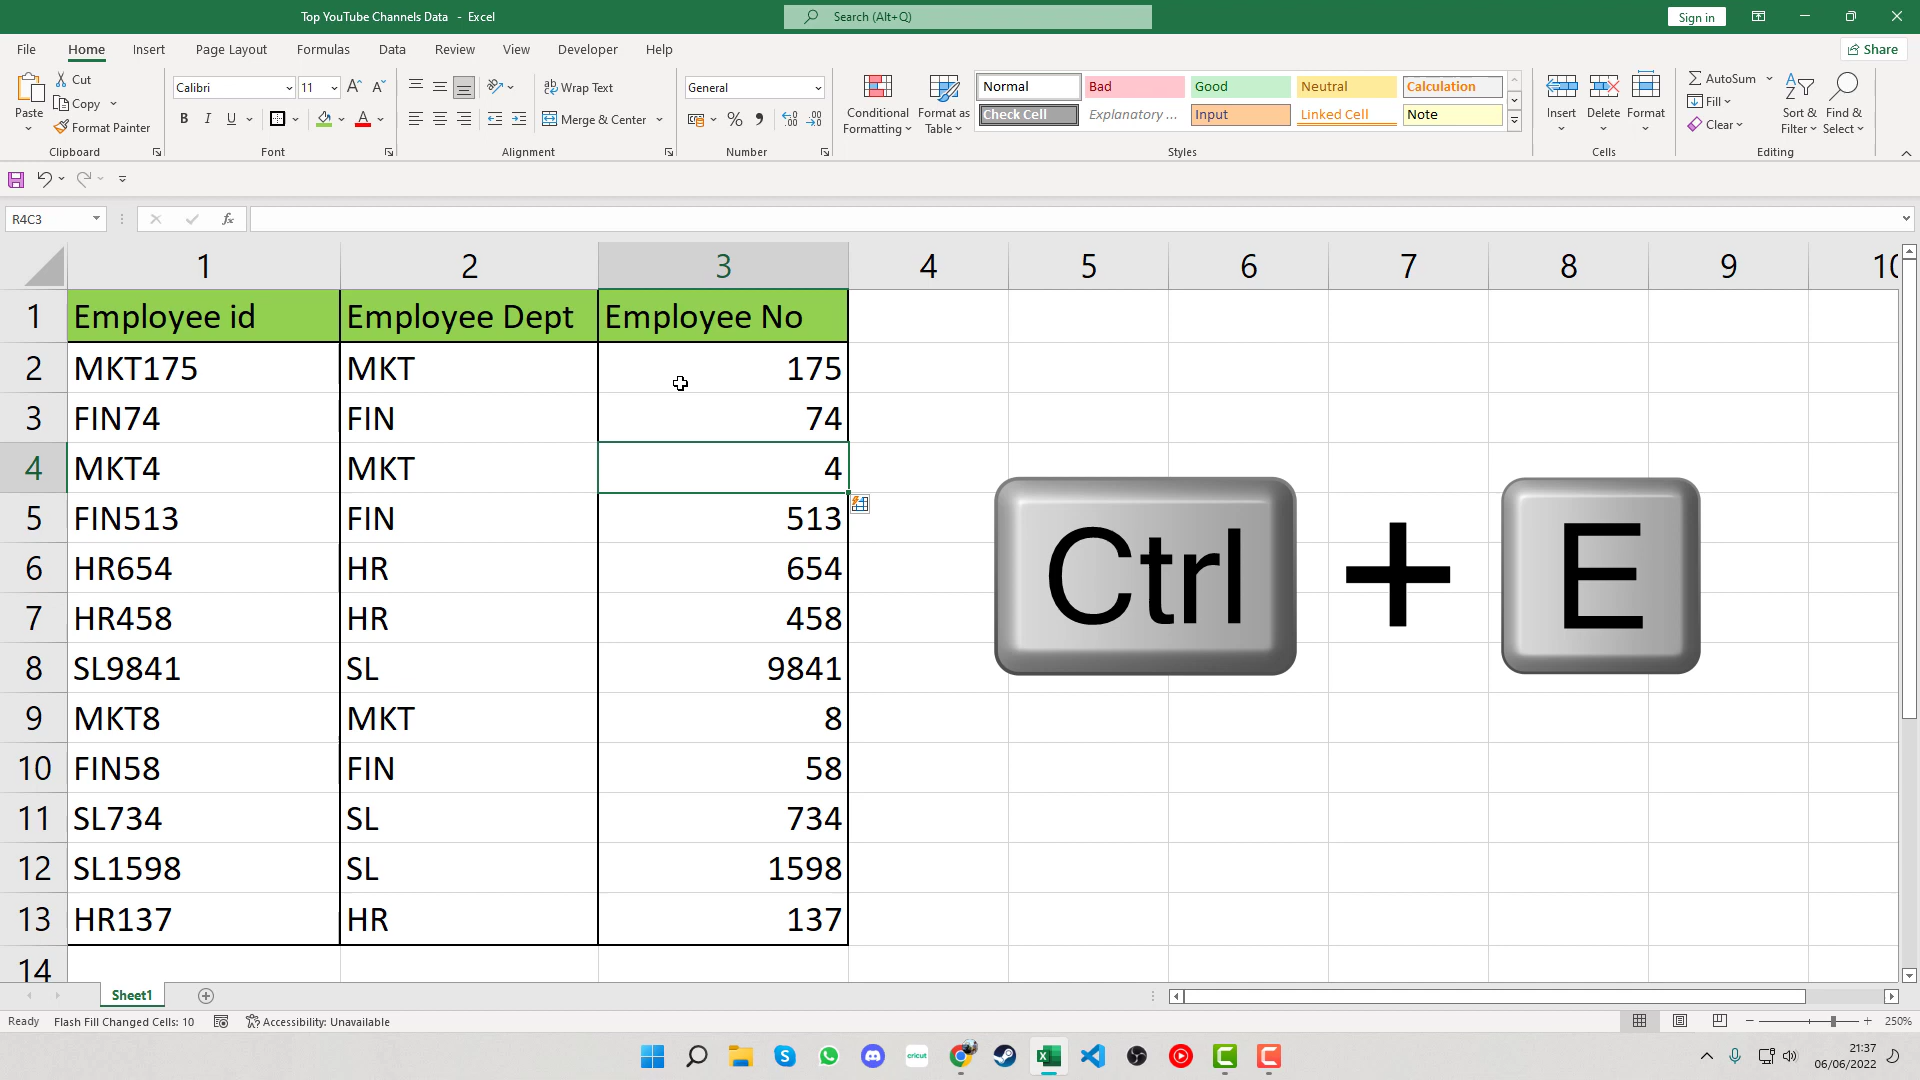 Top YouTube Channels Data - Excel
Search (Alt+Q)
Sign in
File Home Insert Page Layout Formulas Data Review View Developer Help
Share
Paste
Cut
Copy
Format Painter
Clipboard
Calibri 11
B I U
Font
Wrap Text
Merge & Center
Alignment
General
Number
Conditional Formatting
Format as Table
Normal Bad Good Neutral Calculation
Check Cell Explanatory ... Input Linked Cell Note
Styles
Insert Delete Format
Cells
AutoSum
Fill
Clear
Sort & Filter
Find & Select
Editing
R4C3
fx
1 2 3 4 5 6 7 8 9 10
1 Employee id Employee Dept Employee No
2 MKT175 MKT 175
3 FIN74 FIN 74
4 MKT4 MKT 4
5 FIN513 FIN 513
6 HR654 HR 654
7 HR458 HR 458
8 SL9841 SL 9841
9 MKT8 MKT 8
10 FIN58 FIN 58
11 SL734 SL 734
12 SL1598 SL 1598
13 HR137 HR 137
14
Ctrl + E
Sheet1
Ready Flash Fill Changed Cells: 10 Accessibility: Unavailable
250%
cricut
21:37
06/06/2022